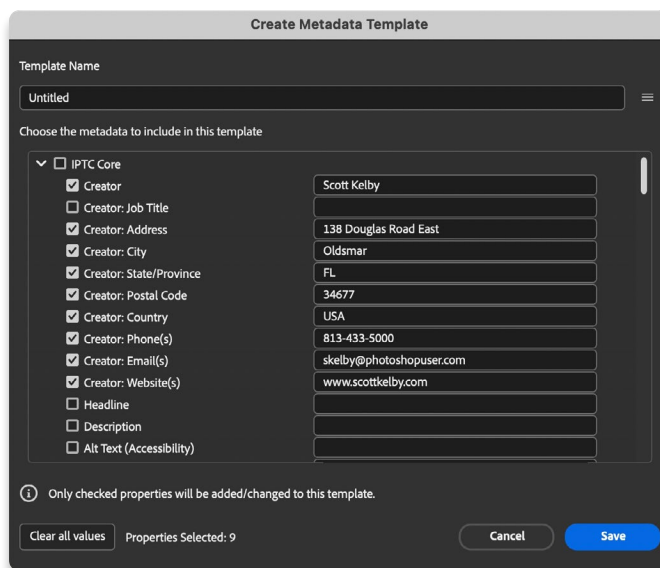 Create Metadata Template
Template Name
Untitled
Choose the metadata to include in this template
IPTC Core
Creator Scott Kelby
Creator: Job Title
Creator: Address 138 Douglas Road East
Creator: City Oldsmar
Creator: State/Province FL
Creator: Postal Code 34677
Creator: Country USA
Creator: Phone(s) 813-433-5000
Creator: Email(s) skelby@photoshopuser.com
Creator: Website(s) www.scottkelby.com
Headline
Description
Alt Text (Accessibility)
Only checked properties will be added/changed to this template.
Clear all values Properties Selected: 9 Cancel Save